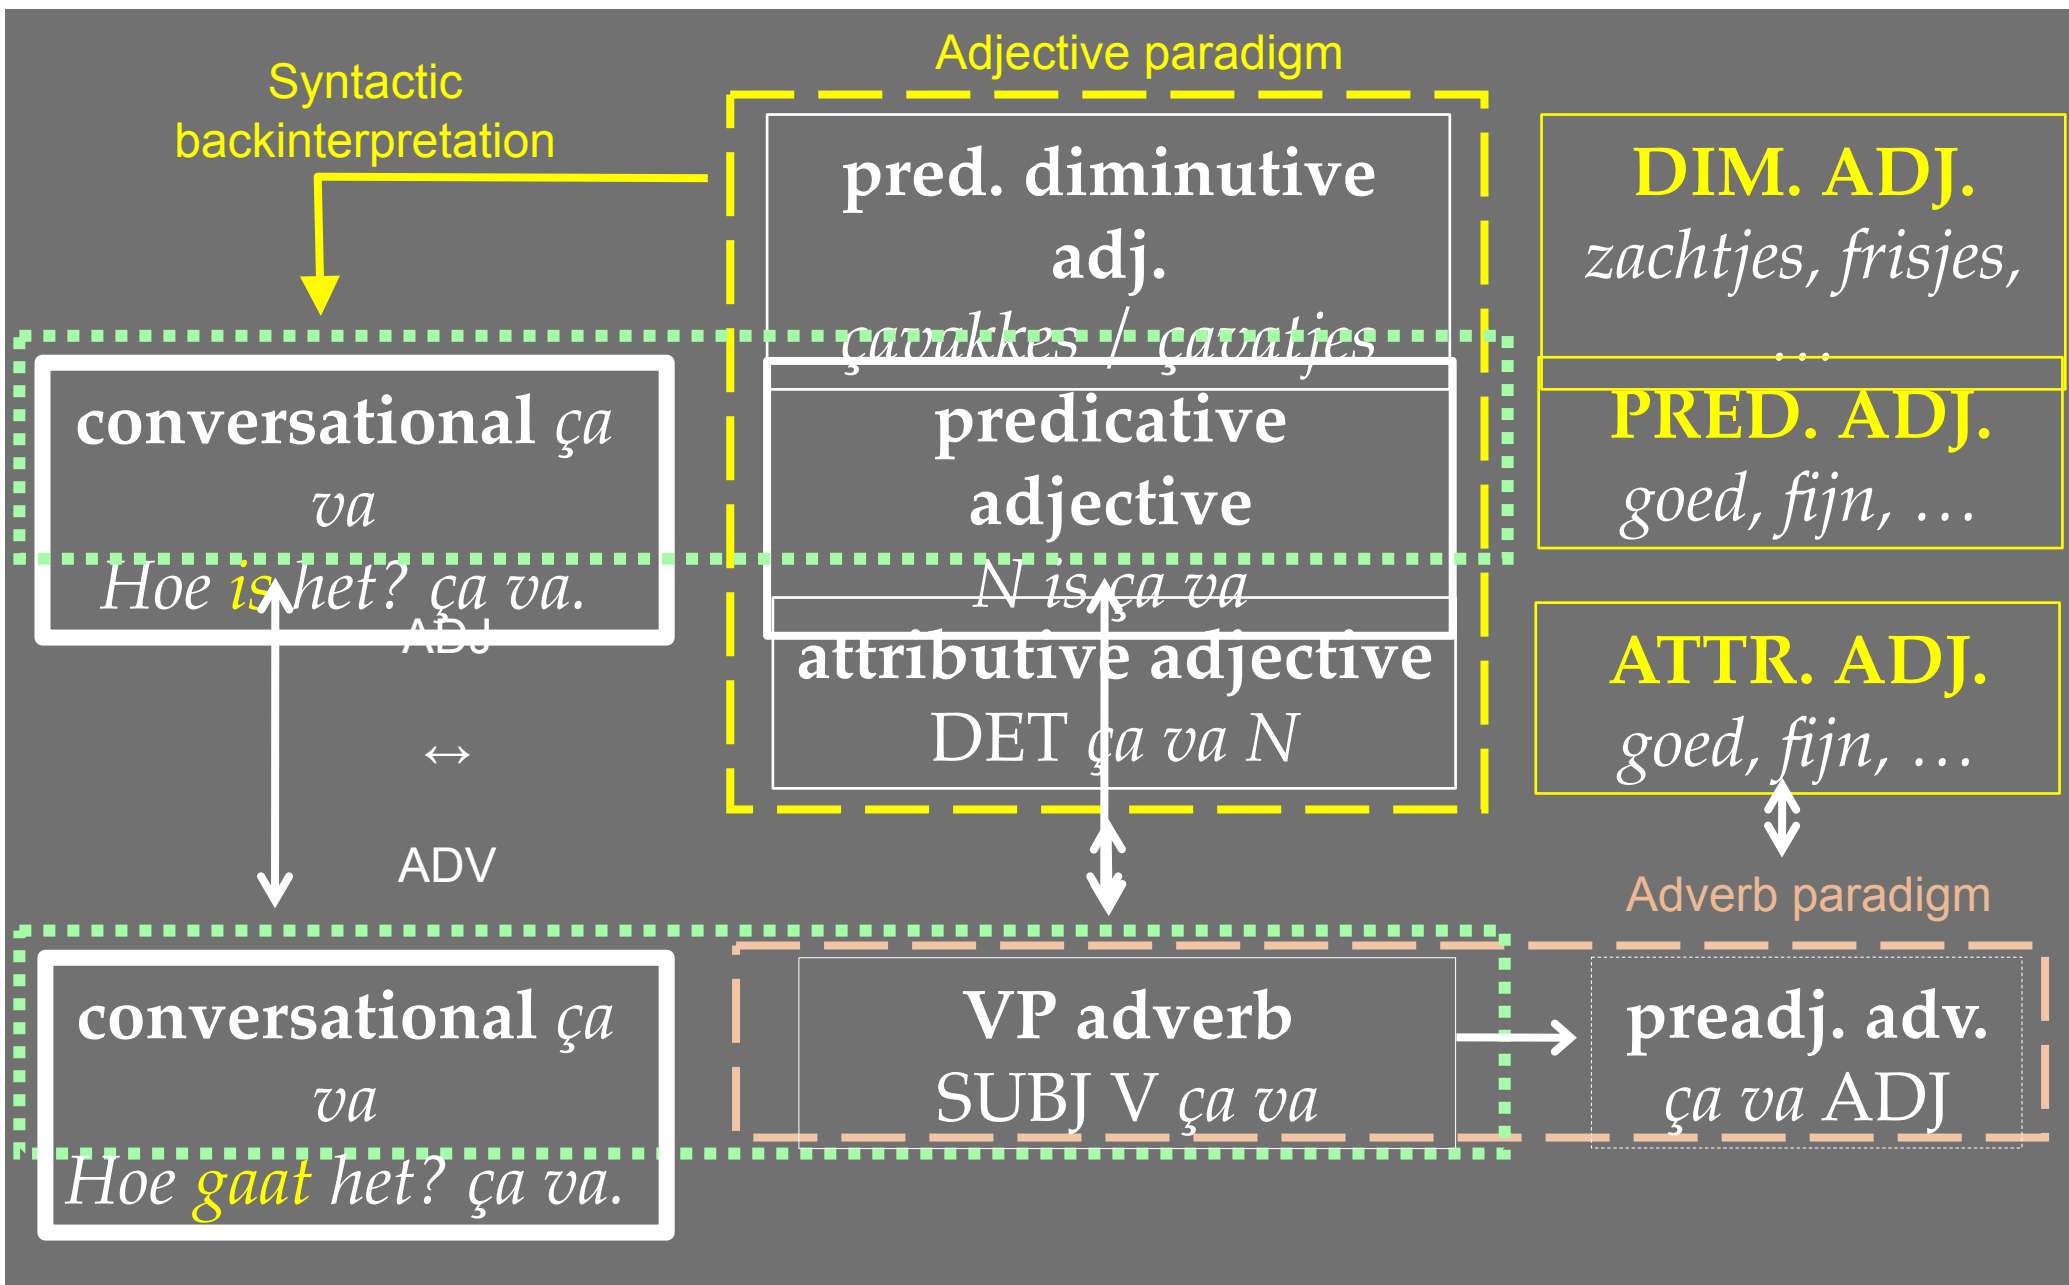 Adjective paradigm
Syntactic
backinterpretation
pred. diminutive
adj.
çavakkes / çavatjes
DIM. ADJ.
zachtjes, frisjes,
…
conversational ça
va
Hoe is het? ça va.
predicative
adjective
N is ça va
PRED. ADJ.
goed, fijn, …
ADJ
↔
ADV
attributive adjective
DET ça va N
ATTR. ADJ.
goed, fijn, …
Adverb paradigm
conversational ça
va
Hoe gaat het? ça va.
VP adverb
SUBJ V ça va
preadj. adv.
ça va ADJ